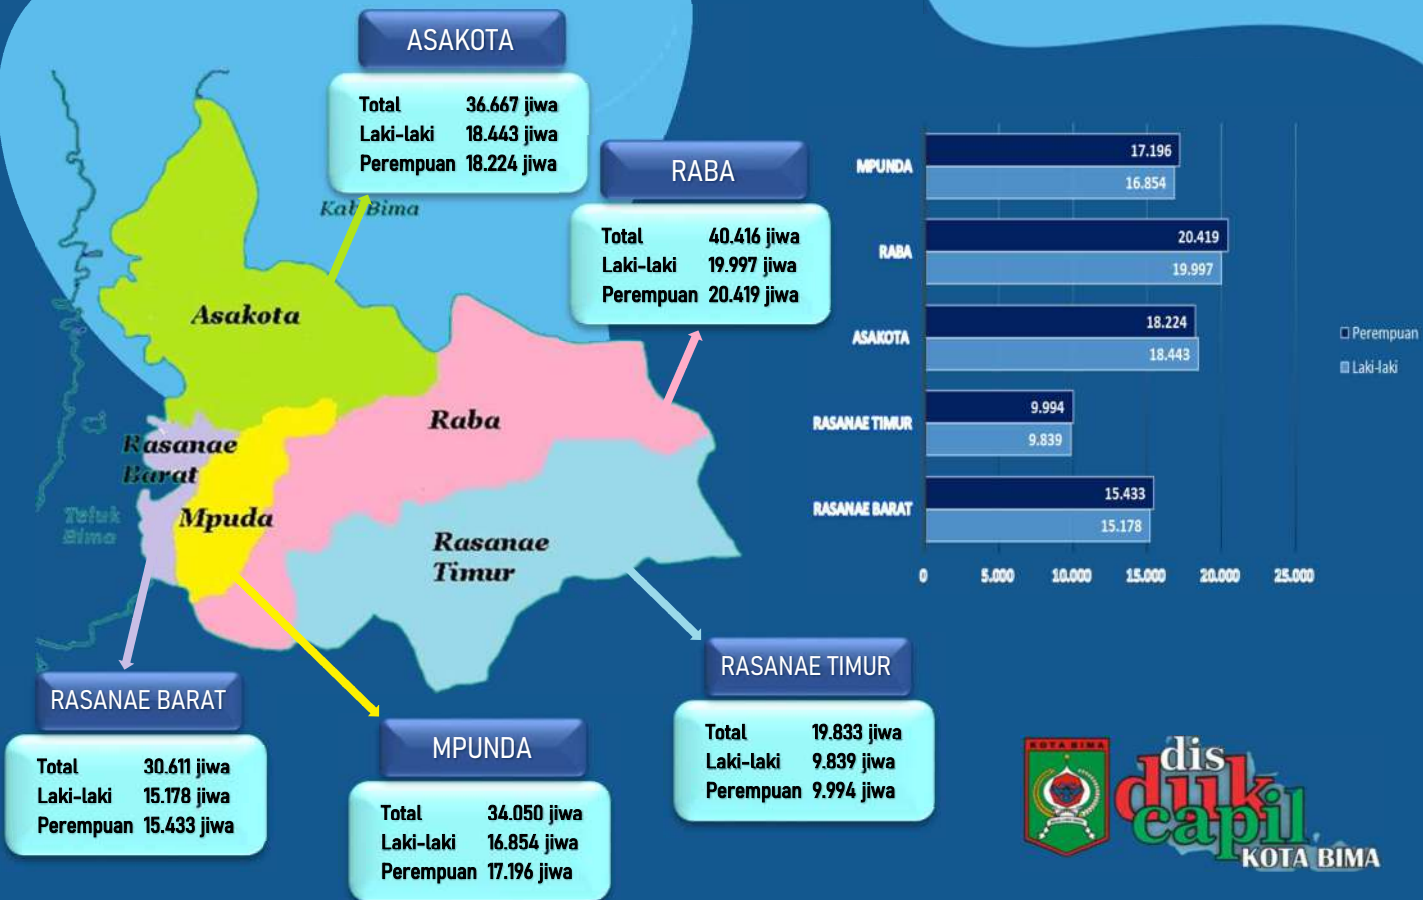 ASAKOTA
Total 36.667 jiwa
Laki-laki 18.443 jiwa
Perempuan 18.224 jiwa
RABA
Total 40.416 jiwa
Laki-laki 19.997 jiwa
Perempuan 20.419 jiwa
Kab Bima
Asakota
Raba
Rasanae
Barat
Mpuda
Teluk
Bima
Rasanae
Timur
RASANAE BARAT
Total 30.611 jiwa
Laki-laki 15.178 jiwa
Perempuan 15.433 jiwa
MPUNDA
Total 34.050 jiwa
Laki-laki 16.854 jiwa
Perempuan 17.196 jiwa
RASANAE TIMUR
Total 19.833 jiwa
Laki-laki 9.839 jiwa
Perempuan 9.994 jiwa
MPUNDA
17.196
16.854
RABA
20.419
19.997
ASAKOTA
18.224
18.443
RASANAE TIMUR
9.994
9.839
RASANAE BARAT
15.433
15.178
0 5.000 10.000 15.000 20.000 25.000
Perempuan
Laki-laki
KOTA BIMA
dis
duk
capil
KOTA BIMA